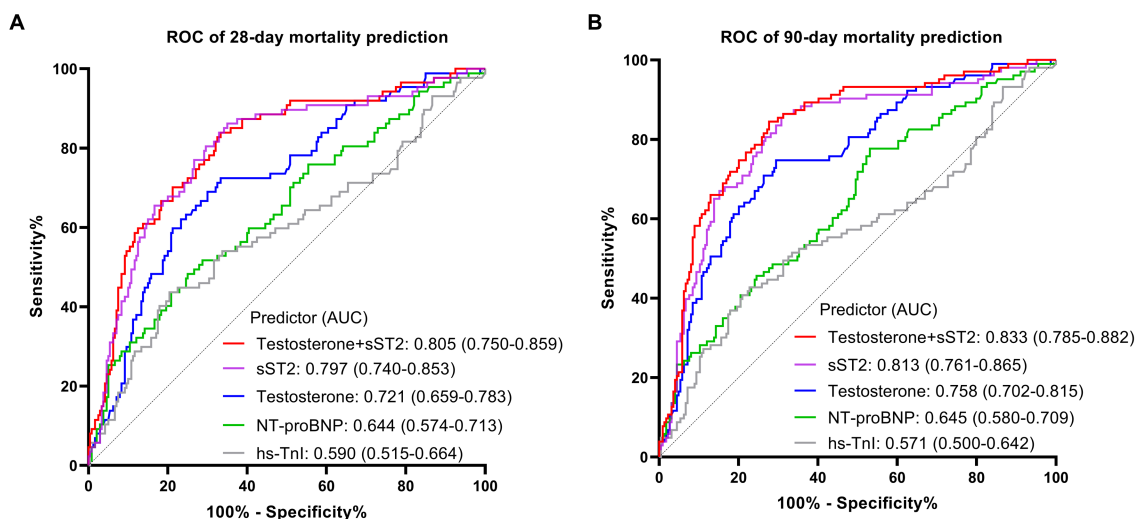 A
ROC of 28-day mortality prediction
100
80
60
40
20
0
Sensitivity%
0 20 40 60 80 100
100% - Specificity%
Predictor (AUC)
Testosterone+sST2: 0.805 (0.750-0.859)
sST2: 0.797 (0.740-0.853)
Testosterone: 0.721 (0.659-0.783)
NT-proBNP: 0.644 (0.574-0.713)
hs-TnI: 0.590 (0.515-0.664)
B
ROC of 90-day mortality prediction
100
80
60
40
20
0
Sensitivity%
0 20 40 60 80 100
100% - Specificity%
Predictor (AUC)
Testosterone+sST2: 0.833 (0.785-0.882)
sST2: 0.813 (0.761-0.865)
Testosterone: 0.758 (0.702-0.815)
NT-proBNP: 0.645 (0.580-0.709)
hs-TnI: 0.571 (0.500-0.642)